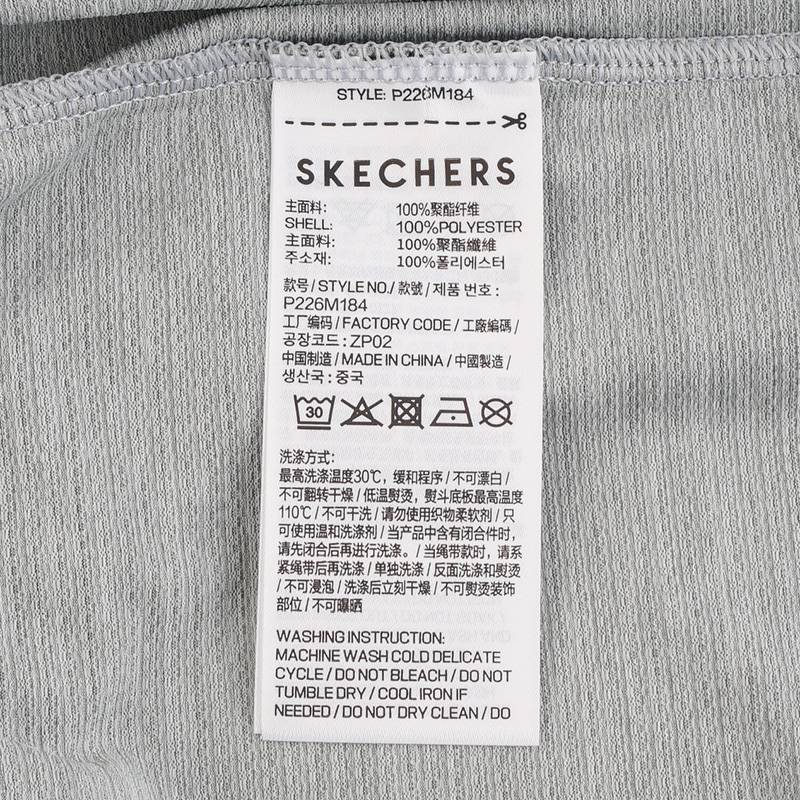 STYLE: P226M184
SKECHERS
主面料: 100%聚酯纤维
SHELL: 100%POLYESTER
主面料: 100%聚酯纖維
주소재: 100%폴리에스터
款号 / STYLE NO./ 款號 / 제품 번호 :
P226M184
工厂编码 / FACTORY CODE / 工廠編碼 /
공장코드 : ZP02
中国制造 / MADE IN CHINA / 中國製造 /
생산국 : 중국
30
洗涤方式:
最高洗涤温度30℃，缓和程序 / 不可漂白 /
不可翻转干燥 / 低温熨烫，熨斗底板最高温度
110℃ / 不可干洗 / 请勿使用织物柔软剂 / 只
可使用温和洗涤剂 / 当产品中含有闭合件时，
请先闭合后再进行洗涤。 / 当绳带款时，请系
紧绳带后再洗涤 / 单独洗涤 / 反面洗涤和熨烫
/ 不可浸泡 / 洗涤后立刻干燥 / 不可熨烫装饰
部位 / 不可曝晒
WASHING INSTRUCTION:
MACHINE WASH COLD DELICATE
CYCLE / DO NOT BLEACH / DO NOT
TUMBLE DRY / COOL IRON IF
NEEDED / DO NOT DRY CLEAN / DO